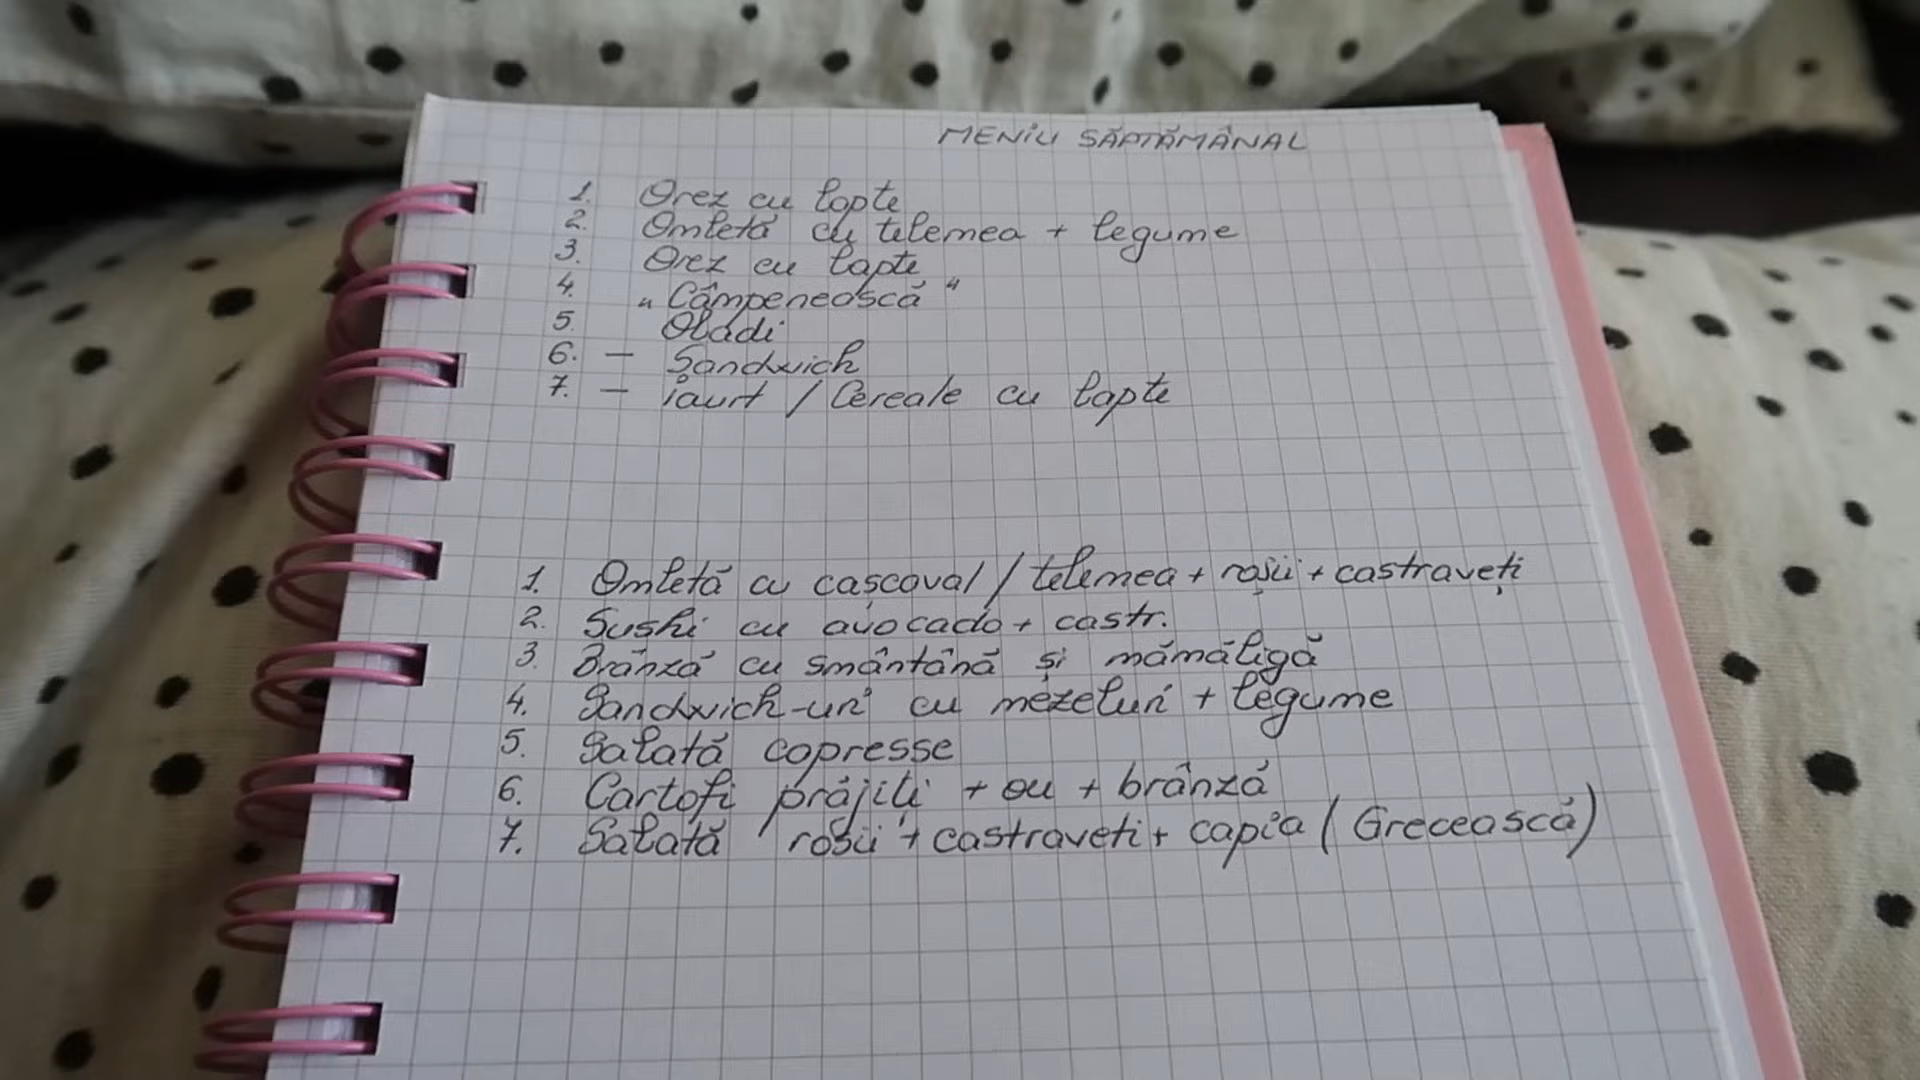 MENIU SĂPTĂMÂNAL
1. Orez cu lapte
2. Omletă cu telemea + legume
3. Orez cu lapte
4. „Câmpenească"
5. Oladi
6. – Sandwich
7. – iaurt / Cereale cu lapte
1. Omletă cu cașcaval / telemea + roșii + castraveți
2. Sushi cu avocado + castr.
3. Brânză cu smântână și mămăligă
4. Sandwich-uri cu mezeluri + legume
5. Salată copresse
6. Cartofi prăjiți + ou + brânză
7. Salată roșii + castraveti + capia (Grecească)